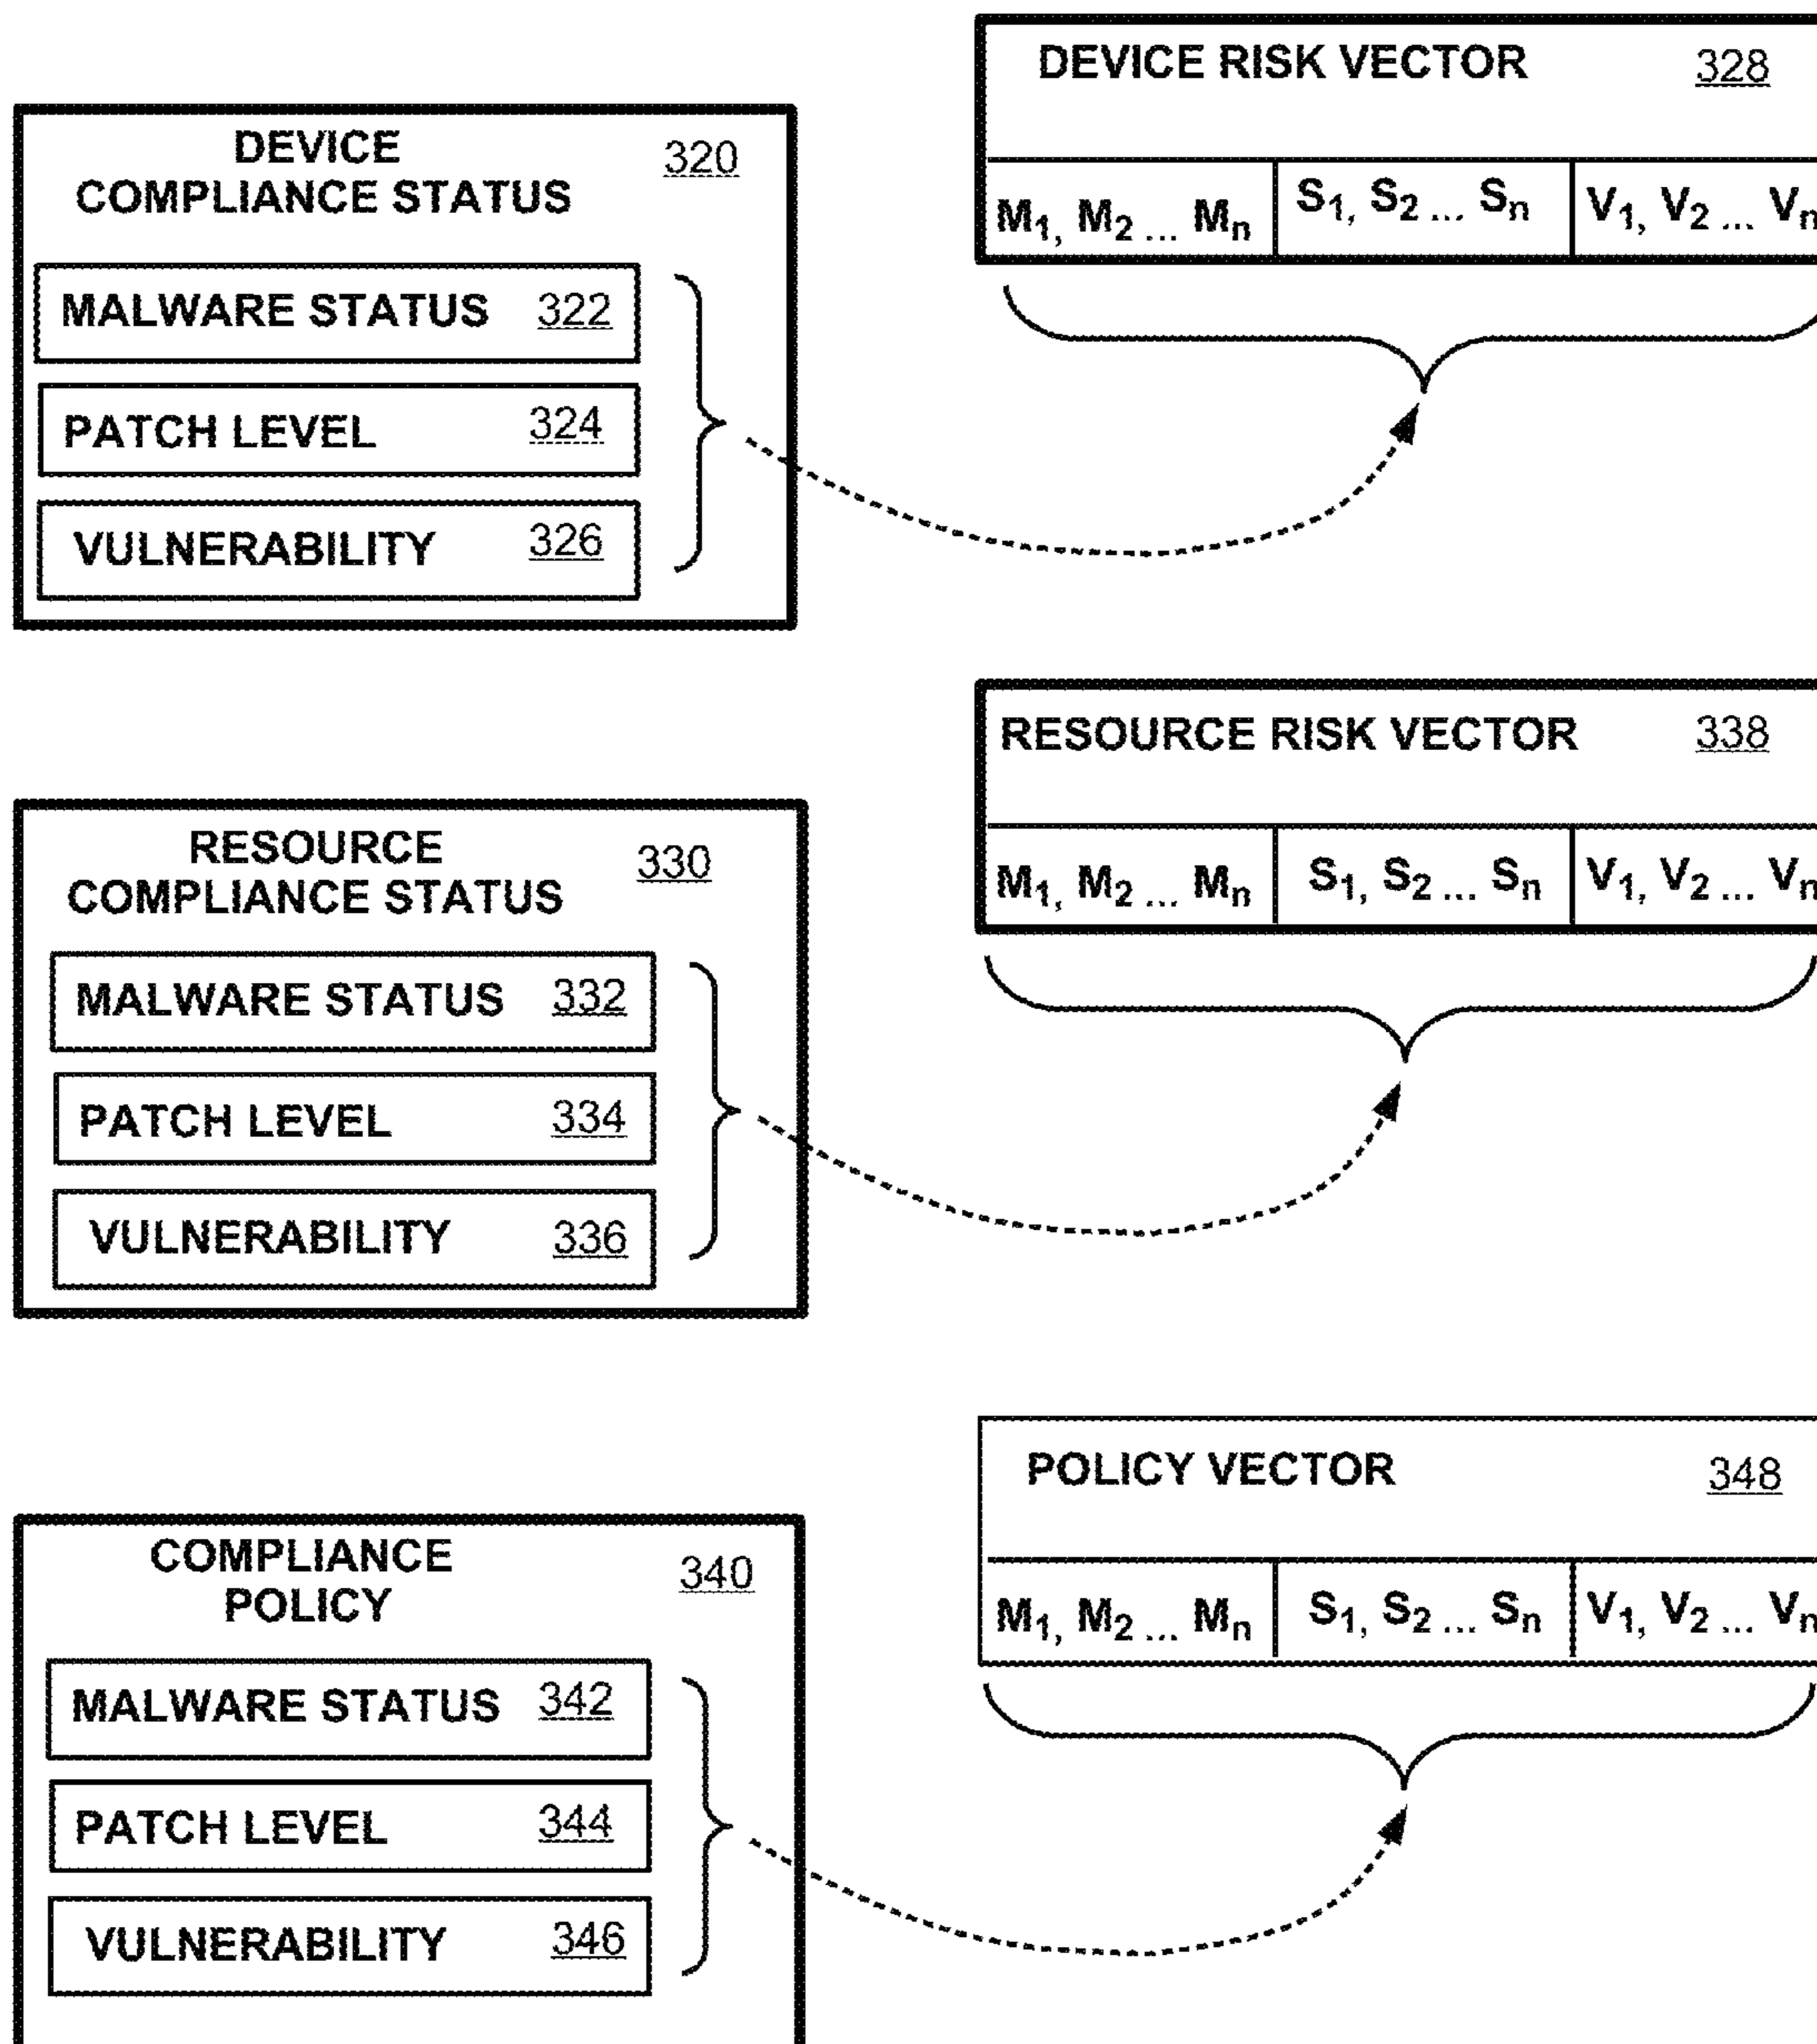 DEVICE RISK VECTOR 328
M₁, M₂ ... Mₙ S₁, S₂ ... Sₙ V₁, V₂ ... Vₙ
DEVICE 320
COMPLIANCE STATUS
MALWARE STATUS 322
PATCH LEVEL 324
VULNERABILITY 326
RESOURCE RISK VECTOR 338
M₁, M₂ ... Mₙ S₁, S₂ ... Sₙ V₁, V₂ ... Vₙ
RESOURCE 330
COMPLIANCE STATUS
MALWARE STATUS 332
PATCH LEVEL 334
VULNERABILITY 336
POLICY VECTOR 348
M₁, M₂ ... Mₙ S₁, S₂ ... Sₙ V₁, V₂ ... Vₙ
COMPLIANCE 340
POLICY
MALWARE STATUS 342
PATCH LEVEL 344
VULNERABILITY 346